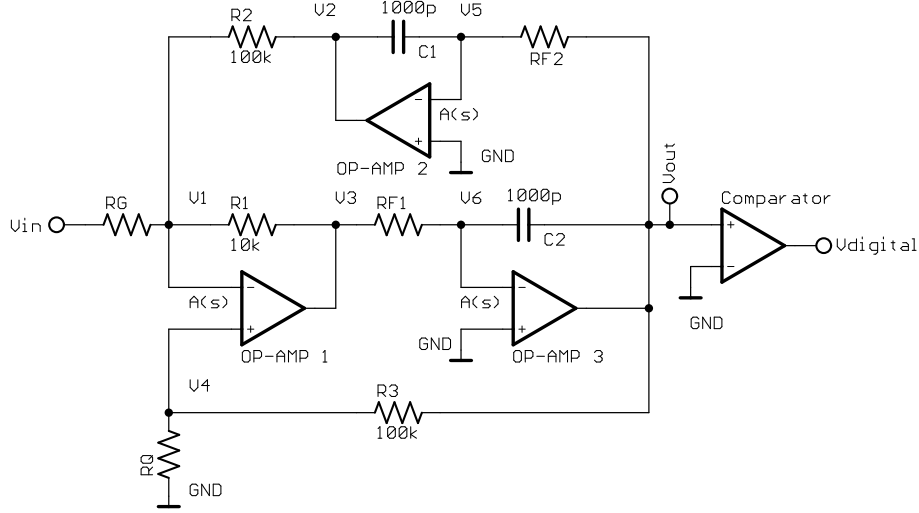 R2
V2
1000p
V5
100k
C1
RF2
-
A(s)
+
GND
OP-AMP 2
Vout
Vin
RG
V1
R1
V3
RF1
V6
1000p
Comparator
10k
C2
+
Vdigital
-
A(s)
-
+
OP-AMP 1
A(s)
-
GND
+
OP-AMP 3
GND
V4
R3
100k
RQ
GND